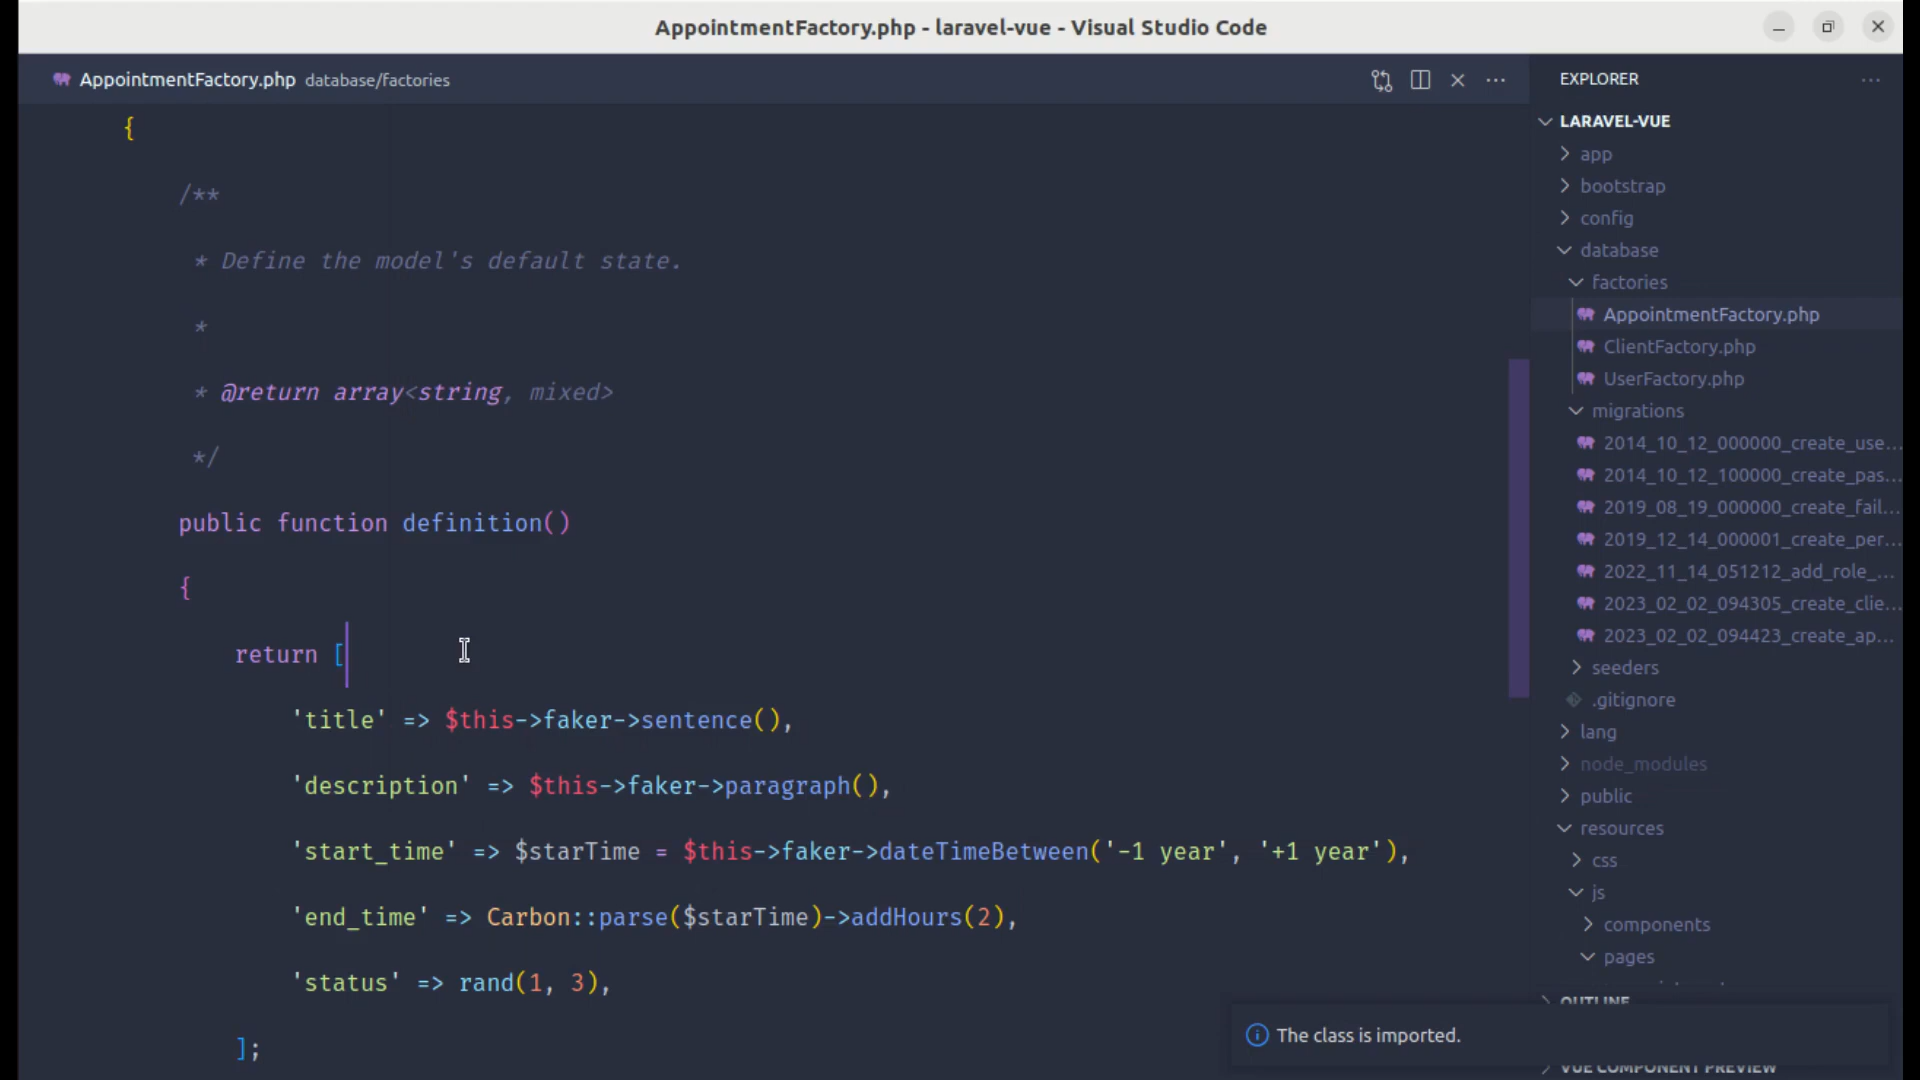 AppointmentFactory.php - laravel-vue - Visual Studio Code
AppointmentFactory.php database/factories
{
/**
* Define the model's default state.
*
* @return array<string, mixed>
*/
public function definition()
{
return [
'title' => $this->faker->sentence(),
'description' => $this->faker->paragraph(),
'start_time' => $starTime = $this->faker->dateTimeBetween('-1 year', '+1 year'),
'end_time' => Carbon::parse($starTime)->addHours(2),
'status' => rand(1, 3),
];
EXPLORER
LARAVEL-VUE
app
bootstrap
config
database
factories
AppointmentFactory.php
ClientFactory.php
UserFactory.php
migrations
2014_10_12_000000_create_use...
2014_10_12_100000_create_pas...
2019_08_19_000000_create_fail...
2019_12_14_000001_create_per...
2022_11_14_051212_add_role_...
2023_02_02_094305_create_clie...
2023_02_02_094423_create_ap...
seeders
.gitignore
lang
node_modules
public
resources
css
js
components
pages
OUTLINE
The class is imported.
VUE COMPONENT PREVIEW